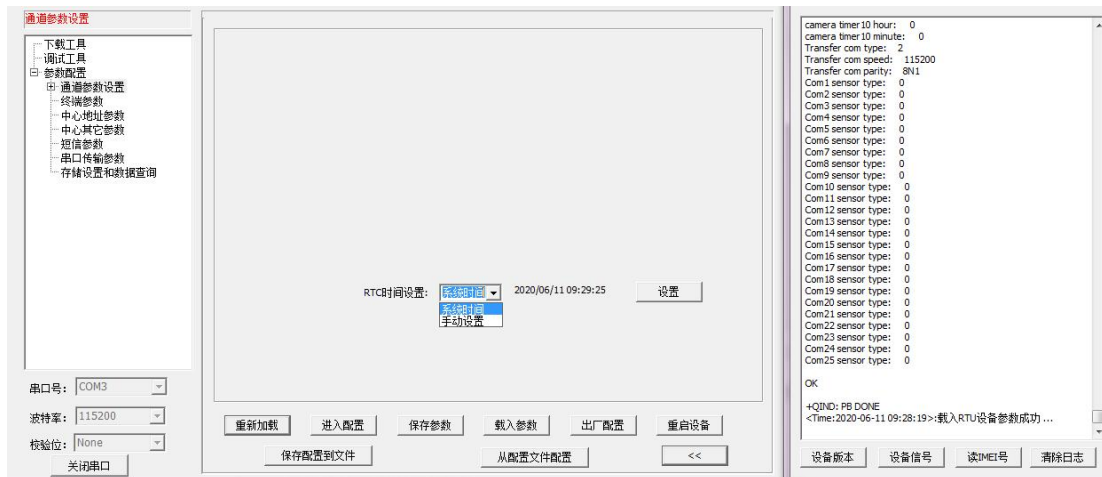 通道参数设置
下载工具
调试工具
参数配置
通道参数设置
终端参数
中心地址参数
中心其它参数
短信参数
串口传输参数
存储设置和数据查询
串口号: COM3
波特率: 115200
校验位: None
关闭串口
RTC时间设置: 系统时间 2020/06/11 09:29:25 设置
系统时间
手动设置
重新加载 进入配置 保存参数 载入参数 出厂配置 重启设备
保存配置到文件 从配置文件配置 <<
camera timer10 hour: 0
camera timer10 minute: 0
Transfer com type: 2
Transfer com speed: 115200
Transfer com parity: 8N1
Com1 sensor type: 0
Com2 sensor type: 0
Com3 sensor type: 0
Com4 sensor type: 0
Com5 sensor type: 0
Com6 sensor type: 0
Com7 sensor type: 0
Com8 sensor type: 0
Com9 sensor type: 0
Com10 sensor type: 0
Com11 sensor type: 0
Com12 sensor type: 0
Com13 sensor type: 0
Com14 sensor type: 0
Com15 sensor type: 0
Com16 sensor type: 0
Com17 sensor type: 0
Com18 sensor type: 0
Com19 sensor type: 0
Com20 sensor type: 0
Com21 sensor type: 0
Com22 sensor type: 0
Com23 sensor type: 0
Com24 sensor type: 0
Com25 sensor type: 0
OK
+QIND: PB DONE
<Time:2020-06-11 09:28:19>:载入RTU设备参数成功 ...
设备版本 设备信号 读IMEI号 清除日志